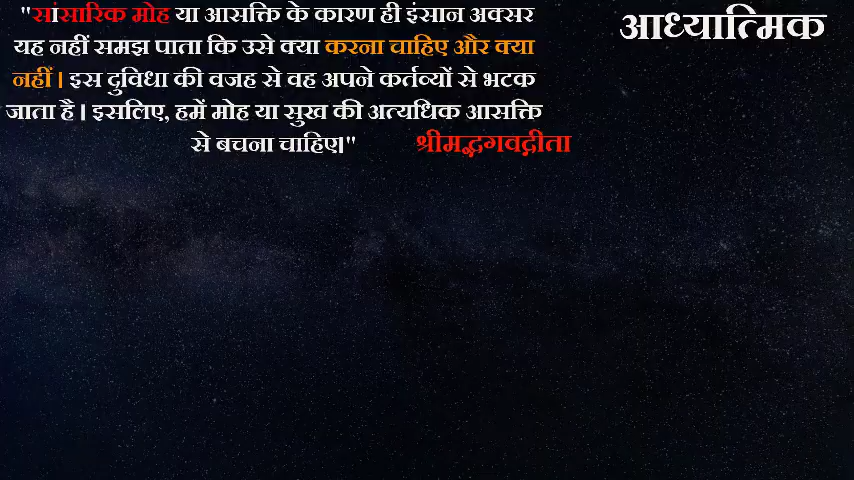 "सांसारिक मोह या आसक्ति के कारण ही इंसान अक्सर
यह नहीं समझ पाता कि उसे क्या करना चाहिए और क्या
नहीं। इस दुविधा की वजह से वह अपने कर्तव्यों से भटक
जाता है। इसलिए, हमें मोह या सुख की अत्यधिक आसक्ति
से बचना चाहिए।"
श्रीमद्भगवद्गीता
आध्यात्मिक